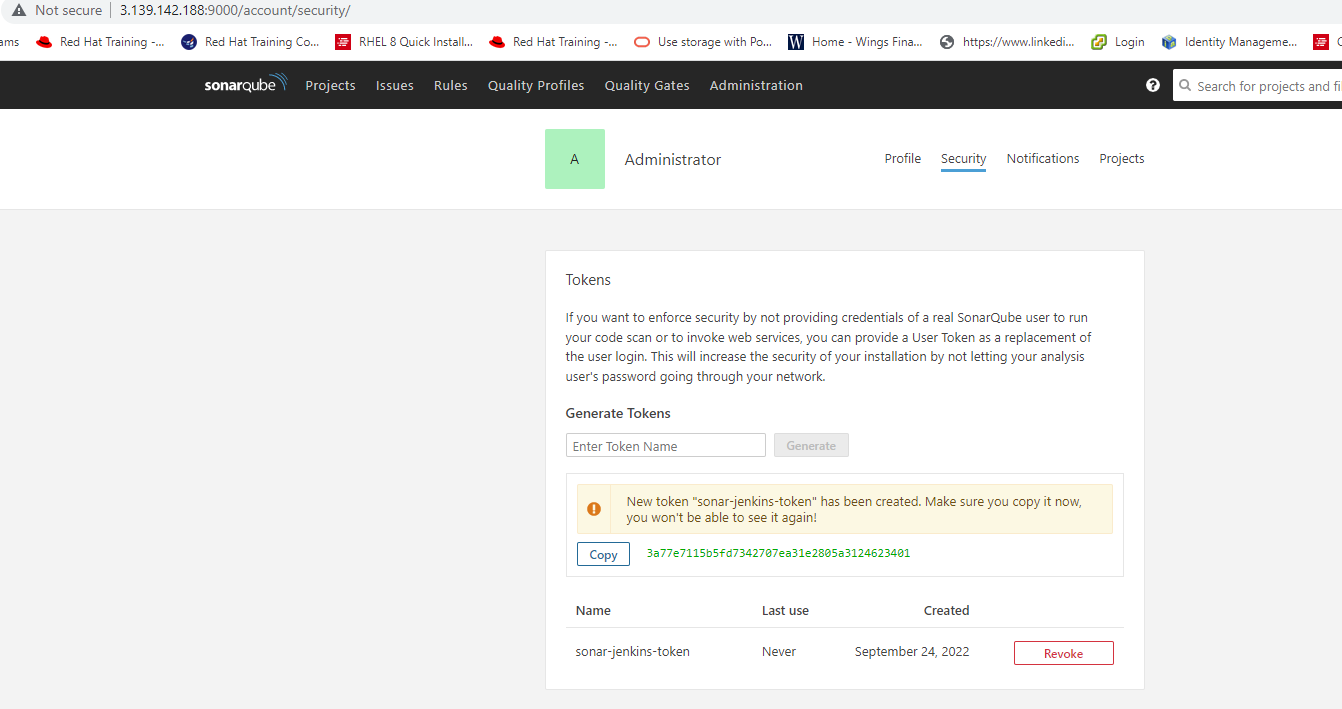 Not secure | 3.139.142.188:9000/account/security/
ams Red Hat Training -... Red Hat Training Co... RHEL 8 Quick Install... Red Hat Training -... Use storage with Po... W Home - Wings Fina... https://www.linkedi... Login Identity Manageme...
sonarqube Projects Issues Rules Quality Profiles Quality Gates Administration ? Search for projects and fi
A Administrator Profile Security Notifications Projects
Tokens
If you want to enforce security by not providing credentials of a real SonarQube user to run
your code scan or to invoke web services, you can provide a User Token as a replacement of
the user login. This will increase the security of your installation by not letting your analysis
user's password going through your network.
Generate Tokens
Enter Token Name Generate
New token "sonar-jenkins-token" has been created. Make sure you copy it now,
you won't be able to see it again!
Copy 3a77e7115b5fd7342707ea31e2805a3124623401
Name Last use Created
sonar-jenkins-token Never September 24, 2022 Revoke